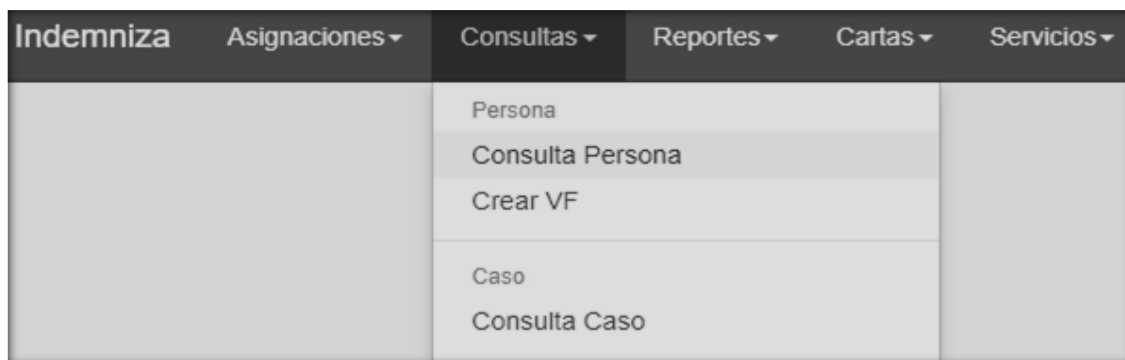 Indemniza Asignaciones Consultas Reportes Cartas Servicios
Persona
Consulta Persona
Crear VF
Caso
Consulta Caso